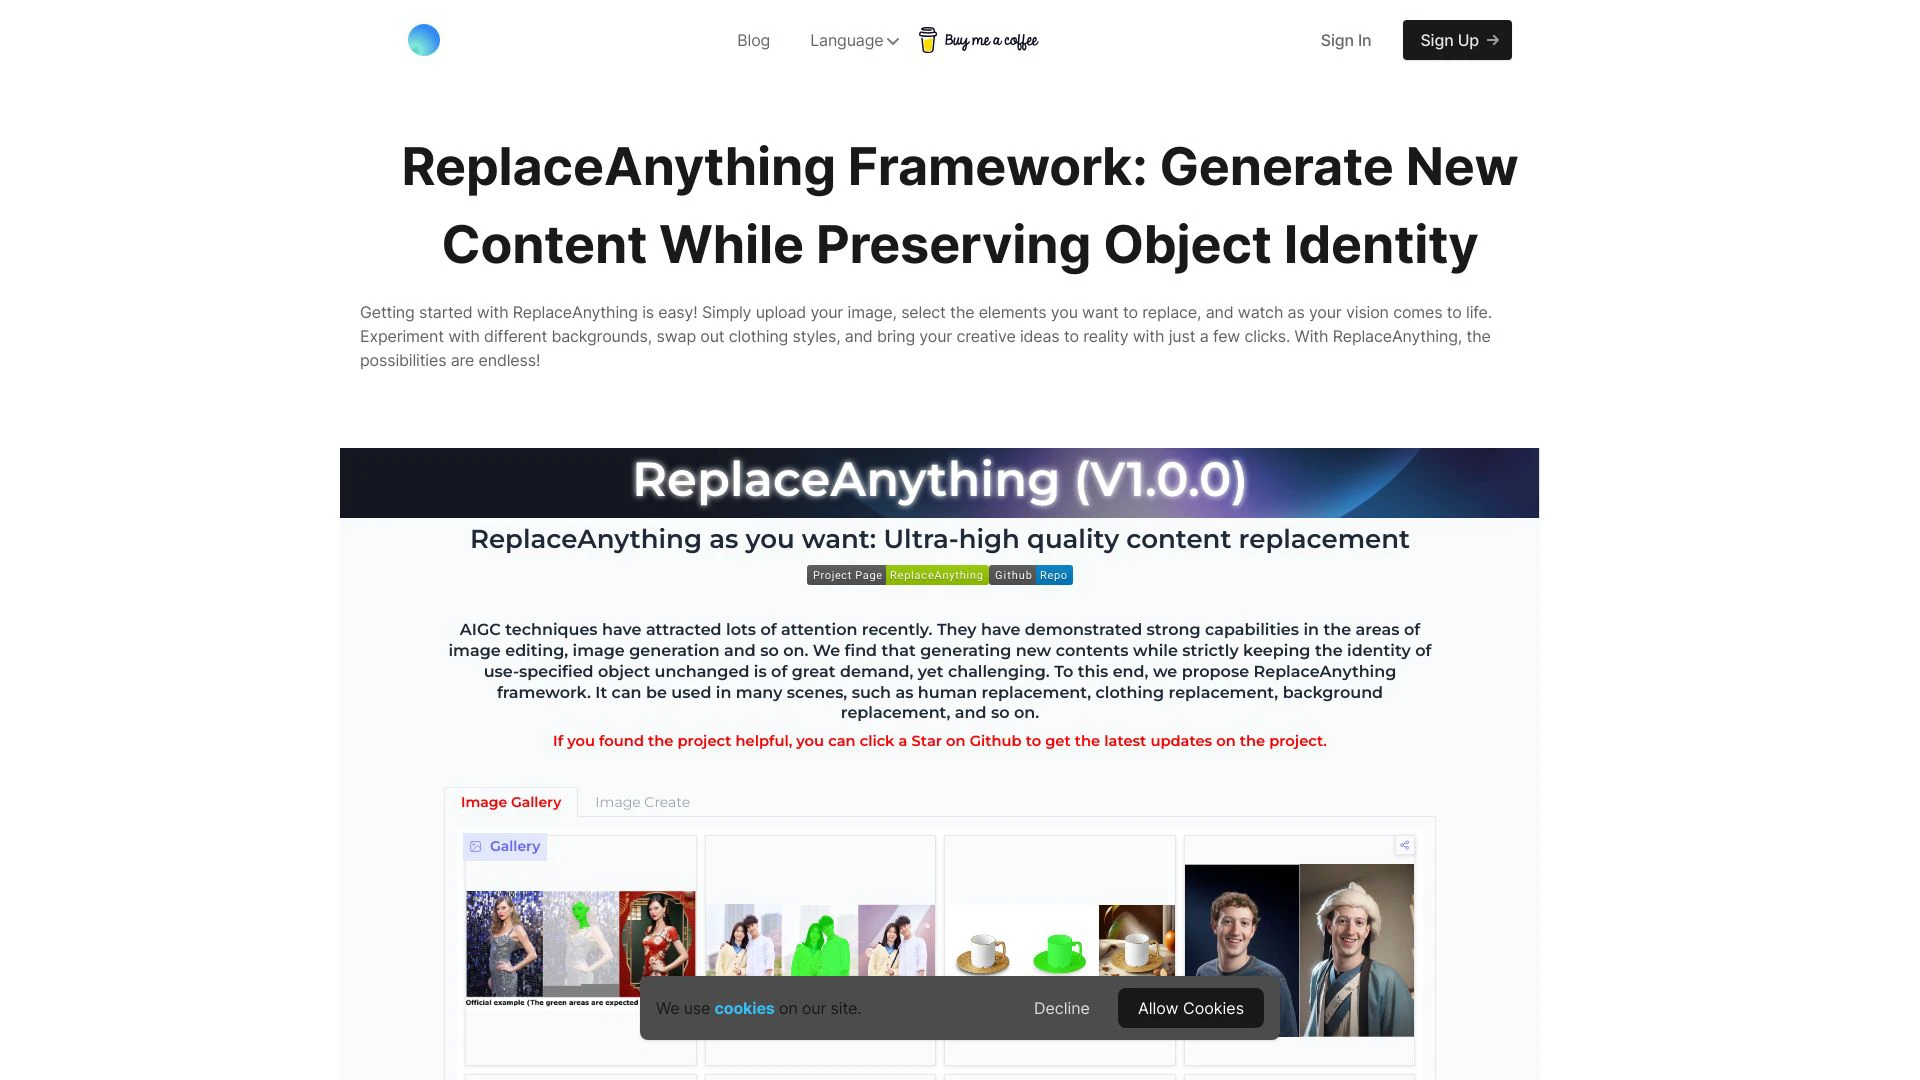 Blog
Language
Buy me a coffee
Sign In
Sign Up
ReplaceAnything Framework: Generate New
Content While Preserving Object Identity
Getting started with ReplaceAnything is easy! Simply upload your image, select the elements you want to replace, and watch as your vision comes to life.
Experiment with different backgrounds, swap out clothing styles, and bring your creative ideas to reality with just a few clicks. With ReplaceAnything, the
possibilities are endless!
ReplaceAnything (V1.0.0)
ReplaceAnything as you want: Ultra-high quality content replacement
Project Page ReplaceAnything Github Repo
AIGC techniques have attracted lots of attention recently. They have demonstrated strong capabilities in the areas of
image editing, image generation and so on. We find that generating new contents while strictly keeping the identity of
use-specified object unchanged is of great demand, yet challenging. To this end, we propose ReplaceAnything
framework. It can be used in many scenes, such as human replacement, clothing replacement, background
replacement, and so on.
If you found the project helpful, you can click a Star on Github to get the latest updates on the project.
Image Gallery
Image Create
Gallery
Official example (The green areas are expected
We use cookies on our site.
Decline
Allow Cookies